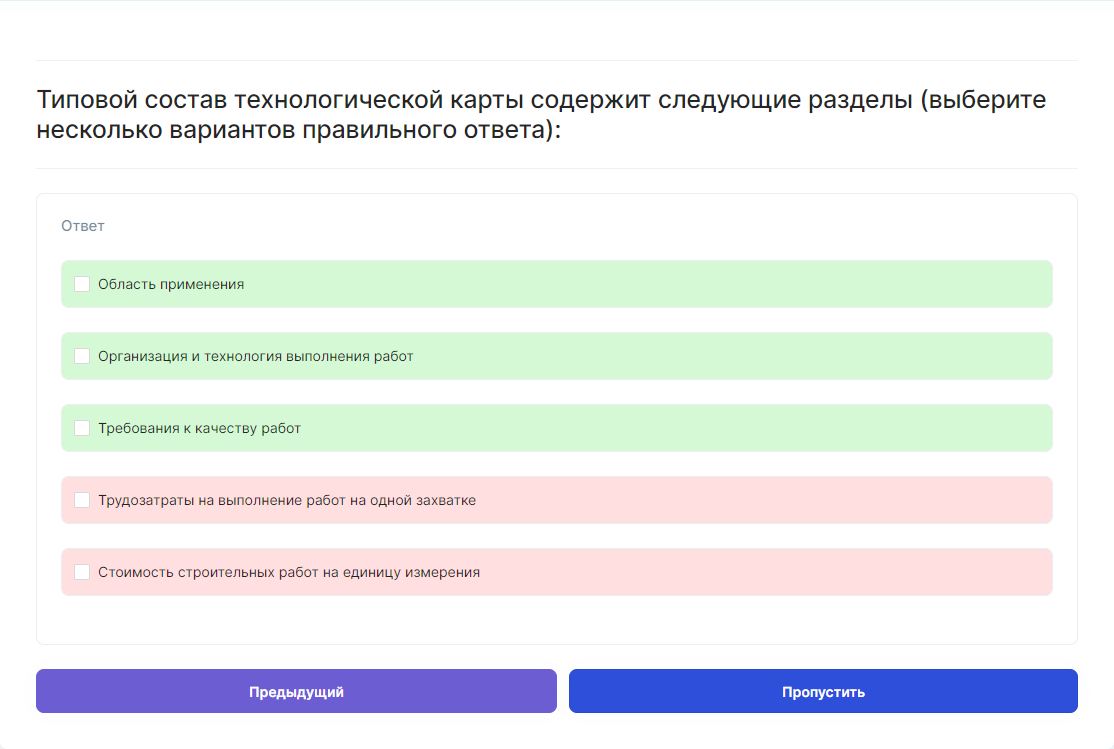 Типовой состав технологической карты содержит следующие разделы (выберите
несколько вариантов правильного ответа):
Ответ
Область применения
Организация и технология выполнения работ
Требования к качеству работ
Трудозатраты на выполнение работ на одной захватке
Стоимость строительных работ на единицу измерения
Предыдущий
Пропустить